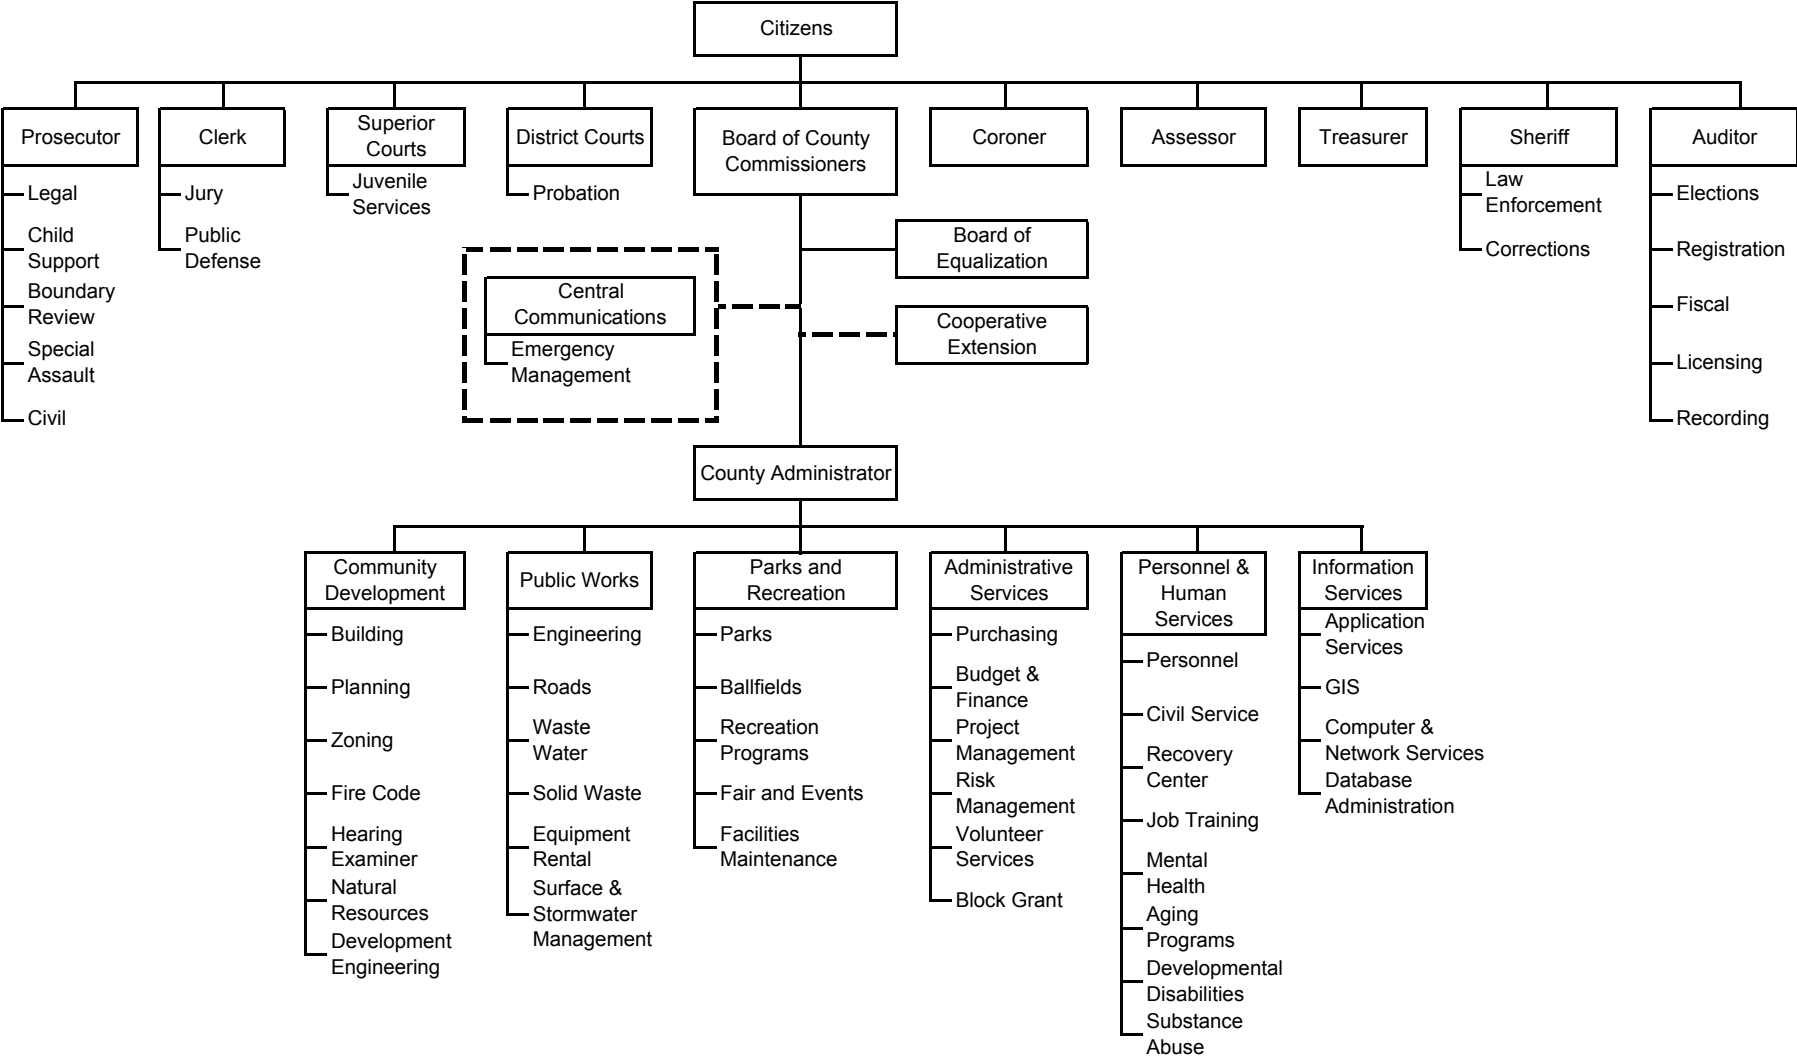 Citizens
Prosecutor
Legal
Child
Support
Boundary
Review
Special
Assault
Civil
Clerk
Jury
Public
Defense
Superior
Courts
Juvenile
Services
District Courts
Probation
Board of County
Commissioners
Coroner
Assessor
Treasurer
Sheriff
Law
Enforcement
Corrections
Auditor
Elections
Registration
Fiscal
Licensing
Recording
Board of
Equalization
Central
Communications
Emergency
Management
Cooperative
Extension
County Administrator
Community
Development
Building
Planning
Zoning
Fire Code
Hearing
Examiner
Natural
Resources
Development
Engineering
Public Works
Engineering
Roads
Waste
Water
Solid Waste
Equipment
Rental
Surface &
Stormwater
Management
Parks and
Recreation
Parks
Ballfields
Recreation
Programs
Fair and Events
Facilities
Maintenance
Administrative
Services
Purchasing
Budget &
Finance
Project
Management
Risk
Management
Volunteer
Services
Block Grant
Personnel &
Human
Services
Personnel
Civil Service
Recovery
Center
Job Training
Mental
Health
Aging
Programs
Developmental
Disabilities
Substance
Abuse
Information
Services
Application
Services
GIS
Computer &
Network Services
Database
Administration